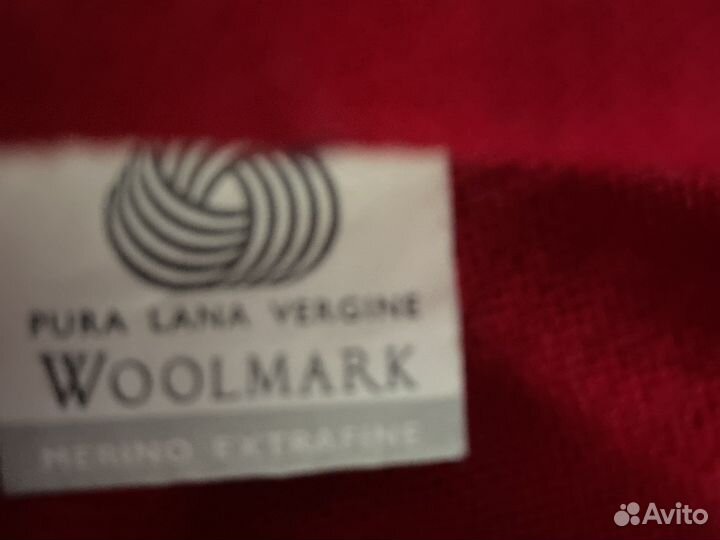 PURA LANA VERGINE
WOOLMARK
MERINO EXTRAFINE
Avito